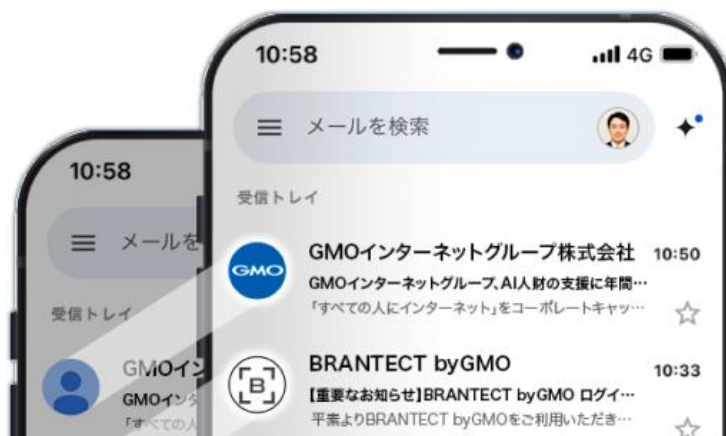 10:58
4G
メールを検索
受信トレイ
GMO
GMOインターネットグループ株式会社 10:50
GMOインターネットグループ、AI人財の支援に年間…
「すべての人にインターネット」をコーポレートキャッ…
B
BRANTECT byGMO 10:33
【重要なお知らせ】BRANTECT by GMO ログイ…
平素よりBRANTECT byGMOをご利用いただき…
10:58
メールを
受信トレイ
GMOイン
GMOインタ
「すべての人